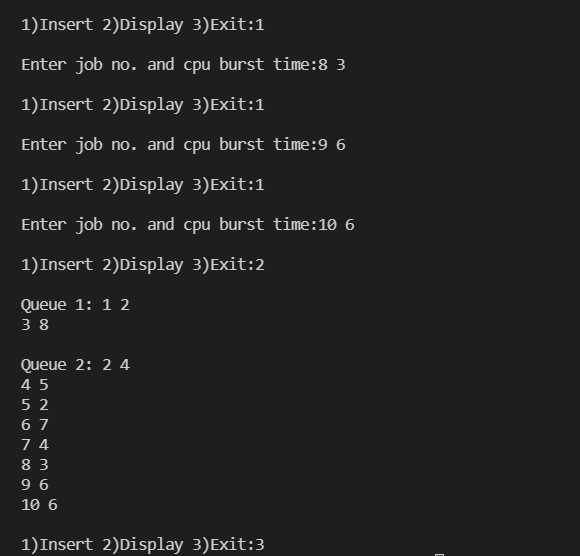 1)Insert 2)Display 3)Exit:1
Enter job no. and cpu burst time:8 3
1)Insert 2)Display 3)Exit:1
Enter job no. and cpu burst time:9 6
1)Insert 2)Display 3)Exit:1
Enter job no. and cpu burst time:10 6
1)Insert 2)Display 3)Exit:2
Queue 1: 1 2
3 8
Queue 2: 2 4
4 5
5 2
6 7
7 4
8 3
9 6
10 6
1)Insert 2)Display 3)Exit:3